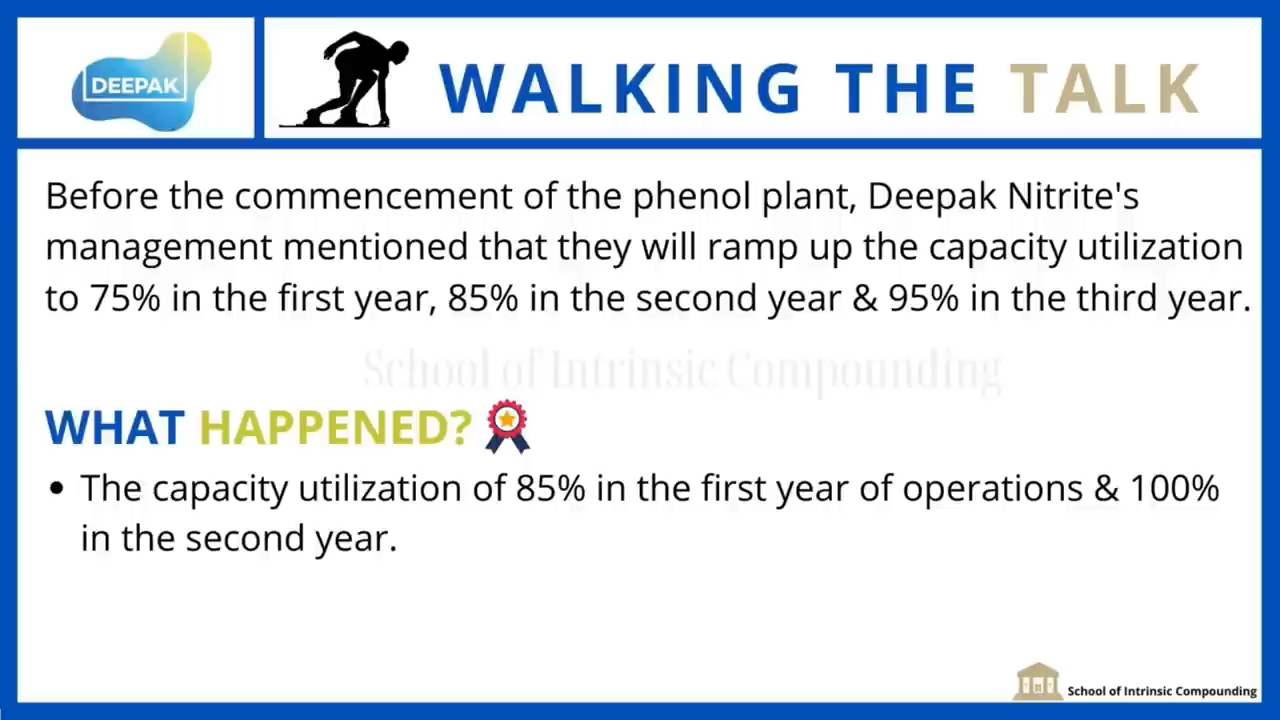 DEEPAK
WALKING THE TALK
Before the commencement of the phenol plant, Deepak Nitrite's
management mentioned that they will ramp up the capacity utilization
to 75% in the first year, 85% in the second year & 95% in the third year.
School of Intrinsic Compounding
WHAT HAPPENED?
• The capacity utilization of 85% in the first year of operations & 100%
in the second year.
School of Intrinsic Compounding